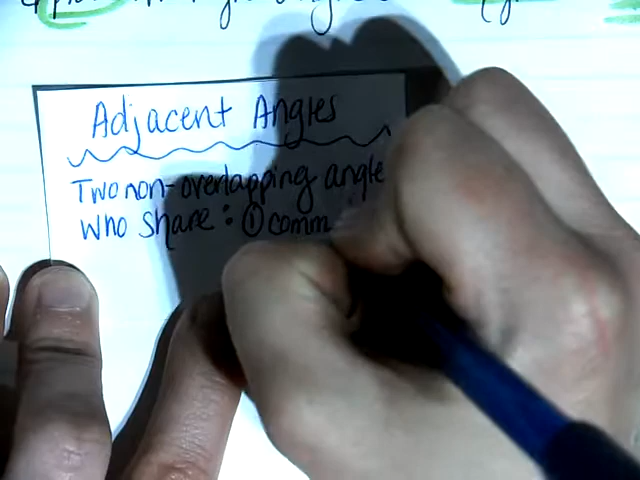 Adjacent Angles
Two non-overlapping angle
who share: ① comm